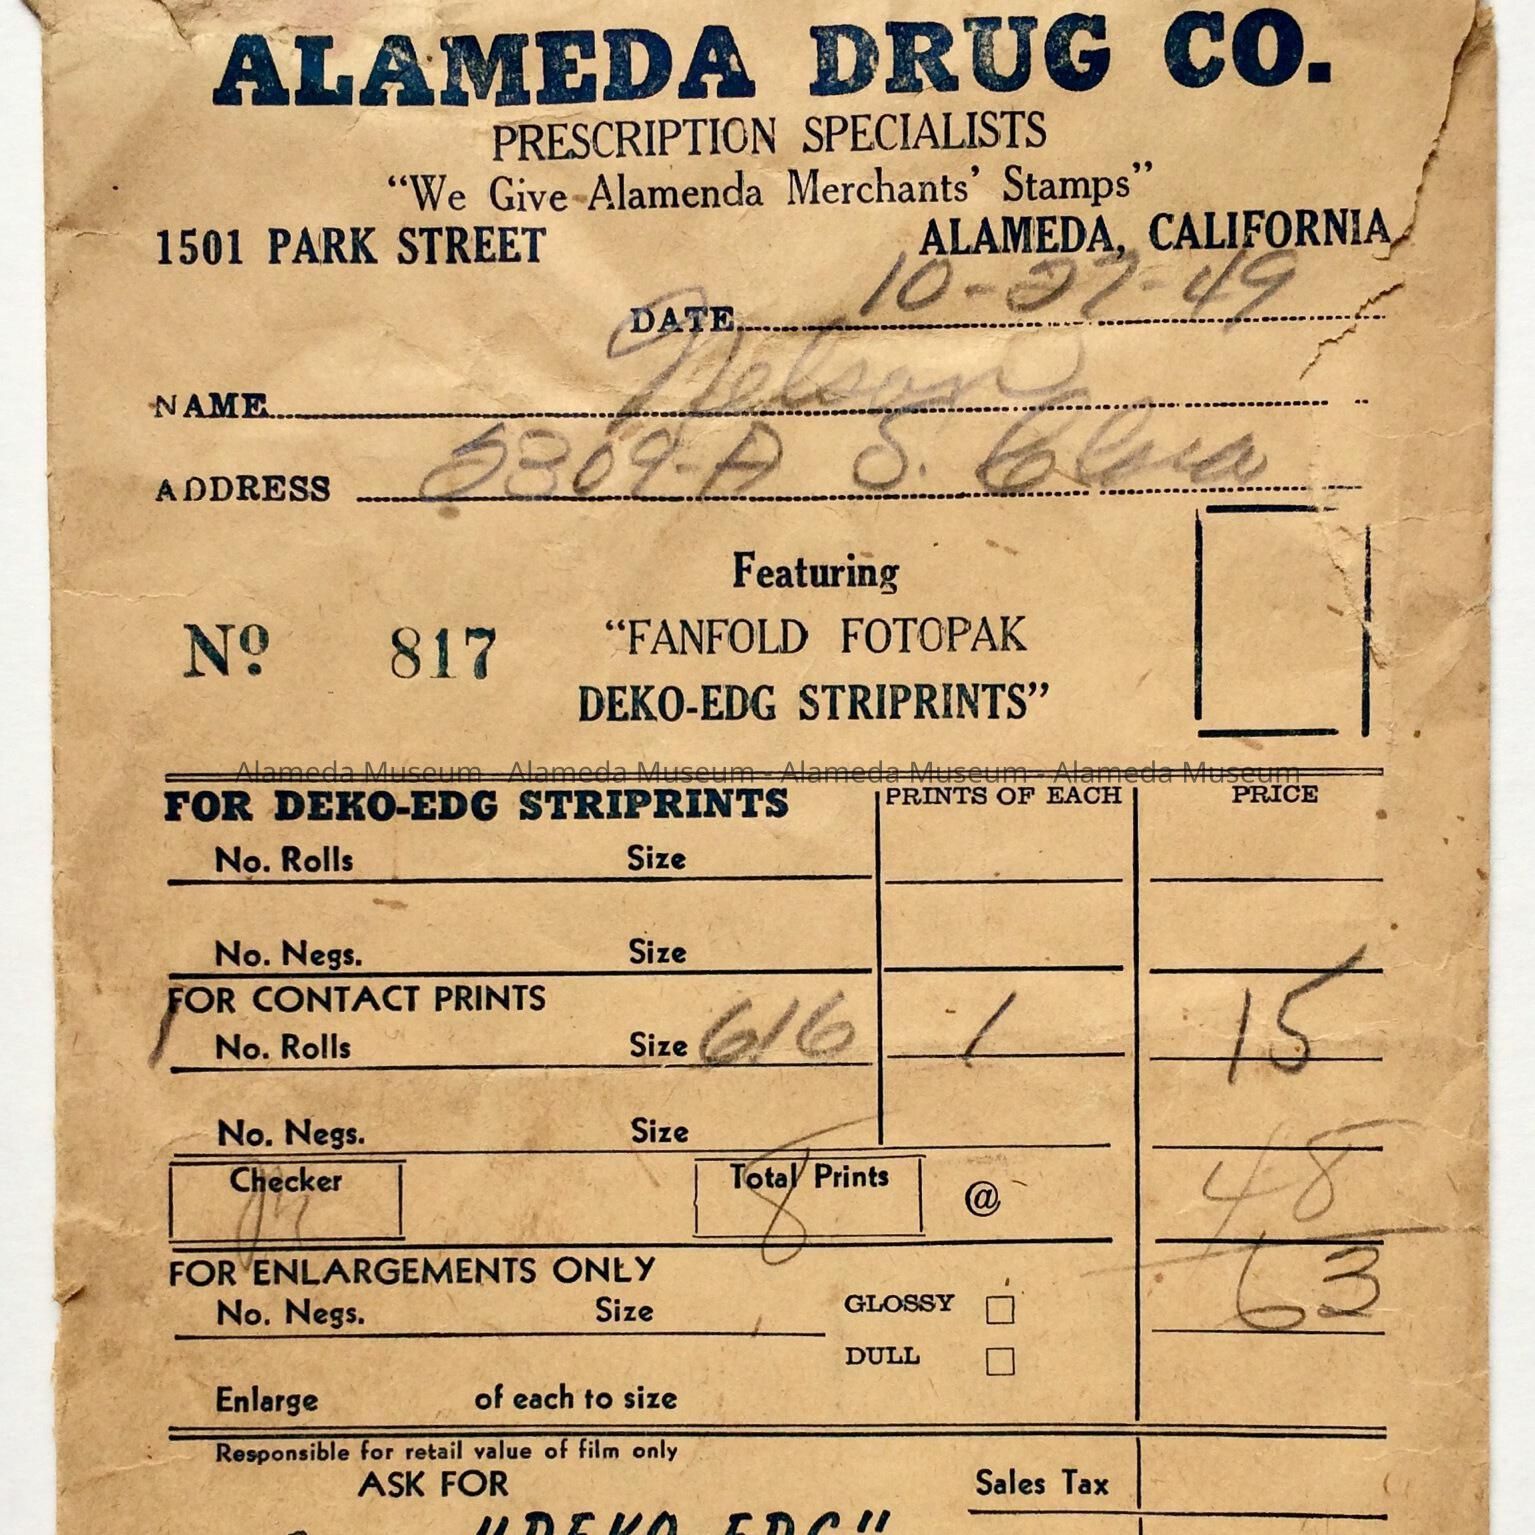 ALAMEDA DRUG CO.
PRESCRIPTION SPECIALISTS
“We Give Alamenda Merchants’ Stamps”
1501 PARK STREET ALAMEDA, CALIFORNIA
DATE 10-27-49
NAME Nelson
ADDRESS S.
Featuring
Nº 817 “FANFOLD FOTOPAK
DEKO-EDG STRIPRINTS”
Alameda Museum - Alameda Museum - Alameda Museum - Alameda Museum
FOR DEKO-EDG STRIPRINTS PRINTS OF EACH PRICE
No. Rolls Size
No. Negs. Size
FOR CONTACT PRINTS
1 No. Rolls Size 616 1 15
No. Negs. Size
Checker Total Prints 8 @ 48
FOR ENLARGEMENTS ONLY 63
No. Negs. Size GLOSSY
DULL
Enlarge of each to size
Responsible for retail value of film only
ASK FOR Sales Tax
"DEKO-EDG"